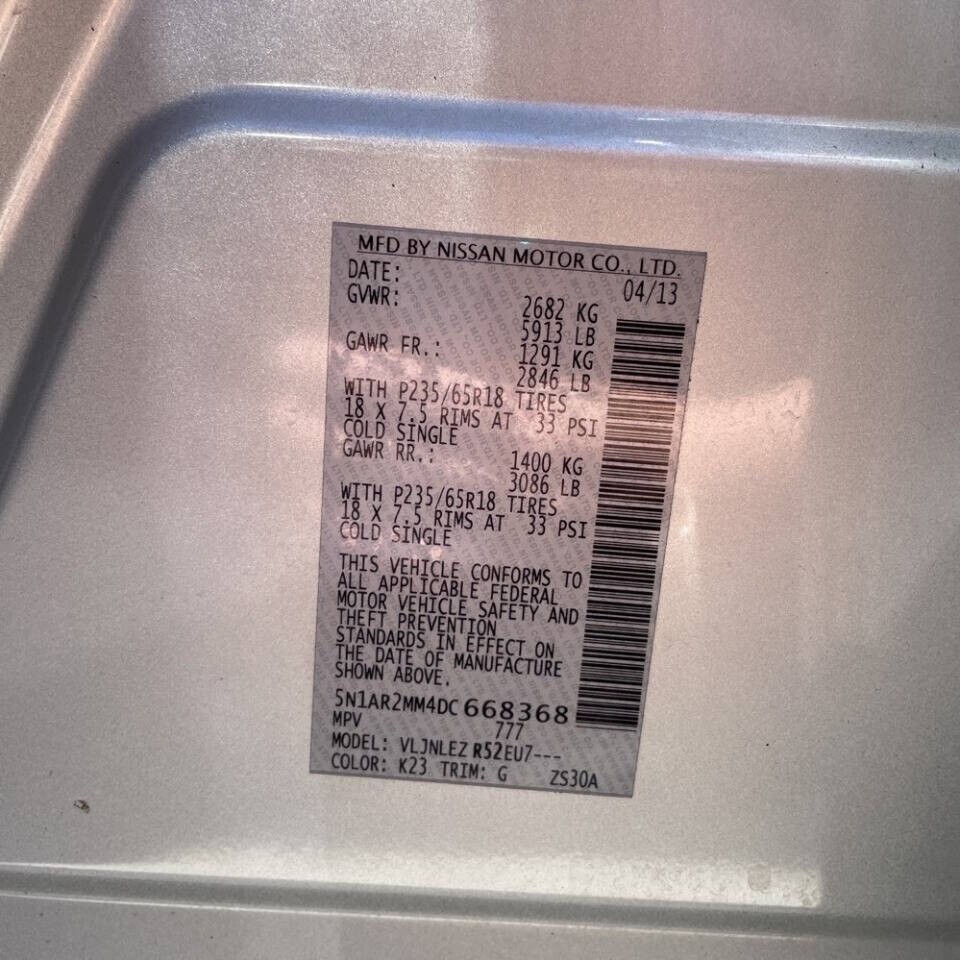 MFD BY NISSAN MOTOR CO., LTD.
DATE: 04/13
GVWR: 2682 KG
5913 LB
GAWR FR.: 1291 KG
2846 LB
WITH P235/65R18 TIRES
18 X 7.5 RIMS AT 33 PSI
COLD SINGLE
GAWR RR.: 1400 KG
3086 LB
WITH P235/65R18 TIRES
18 X 7.5 RIMS AT 33 PSI
COLD SINGLE
THIS VEHICLE CONFORMS TO
ALL APPLICABLE FEDERAL
MOTOR VEHICLE SAFETY AND
THEFT PREVENTION
STANDARDS IN EFFECT ON
THE DATE OF MANUFACTURE
SHOWN ABOVE.
5N1AR2MM4DC668368
MPV 777
MODEL: VLJNLEZ R52EU7---
COLOR: K23 TRIM: G ZS30A